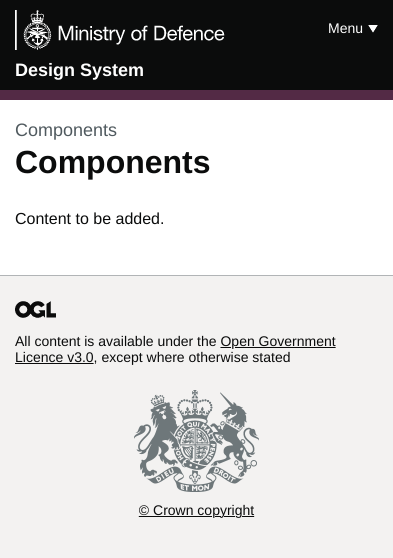 Ministry of Defence
Menu
Design System
Components
Components
Content to be added.
OGL
All content is available under the Open Government
Licence v3.0, except where otherwise stated
DIEU ET MON DROIT
© Crown copyright